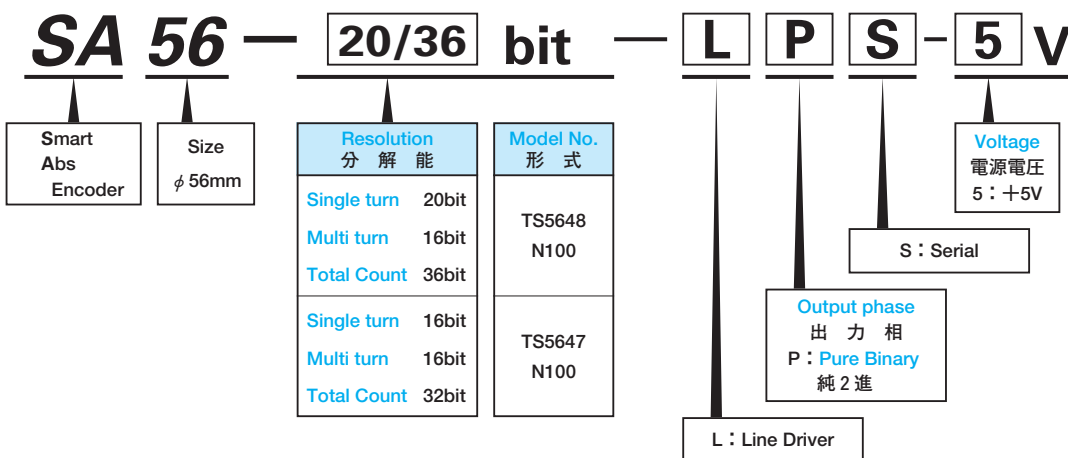 SA 56 — 20/36 bit — L P S - 5 V
Smart
Abs
Encoder
Size
φ 56mm
Resolution
分 解 能
Model No.
形 式
Single turn 20bit
Multi turn 16bit
Total Count 36bit
TS5648
N100
Single turn 16bit
Multi turn 16bit
Total Count 32bit
TS5647
N100
Voltage
電源電圧
5：＋5V
S：Serial
Output phase
出 力 相
P：Pure Binary
純２進
L：Line Driver